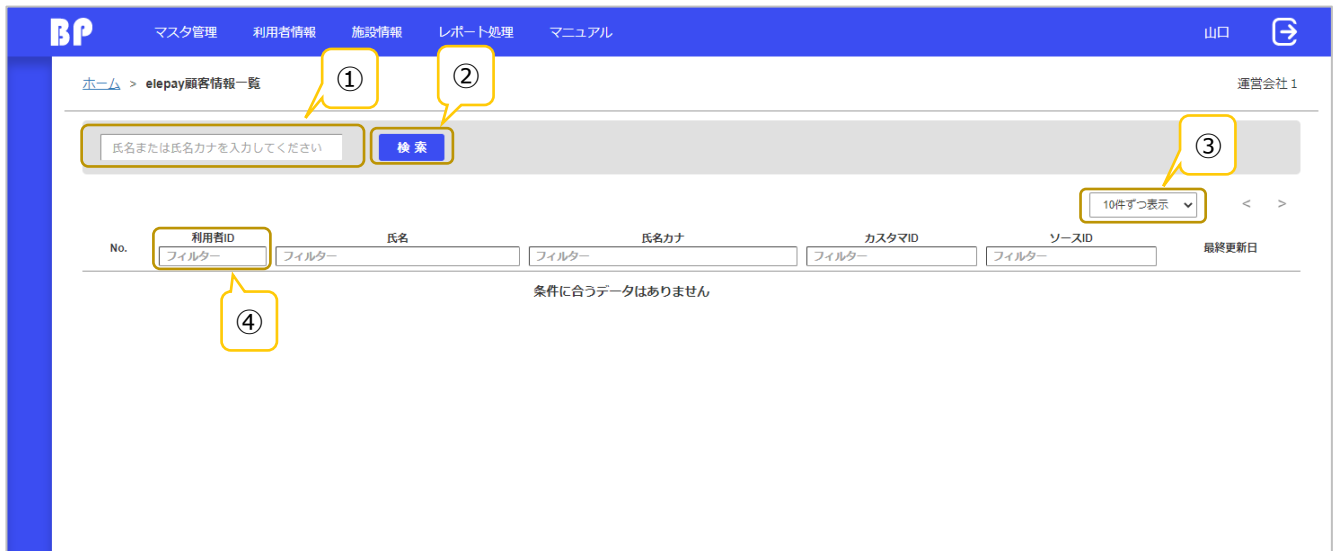 BP マスタ管理 利用者情報 施設情報 レポート処理 マニュアル 山口
ホーム > elepay顧客情報一覧 ① ② 運営会社1
氏名または氏名カナを入力してください 検索 ③
10件ずつ表示 < >
No. 利用者ID 氏名 氏名カナ カスタマID ソースID 最終更新日
フィルター フィルター フィルター フィルター フィルター
条件に合うデータはありません
④